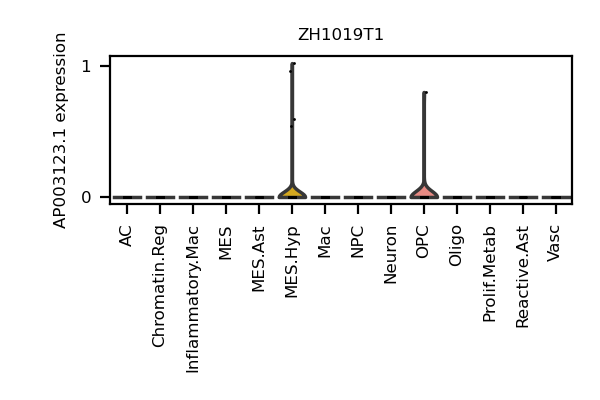 ZH1019T1
AP003123.1 expression
1
0
AC
Chromatin.Reg
Inflammatory.Mac
MES
MES.Ast
MES.Hyp
Mac
NPC
Neuron
OPC
Oligo
Prolif.Metab
Reactive.Ast
Vasc